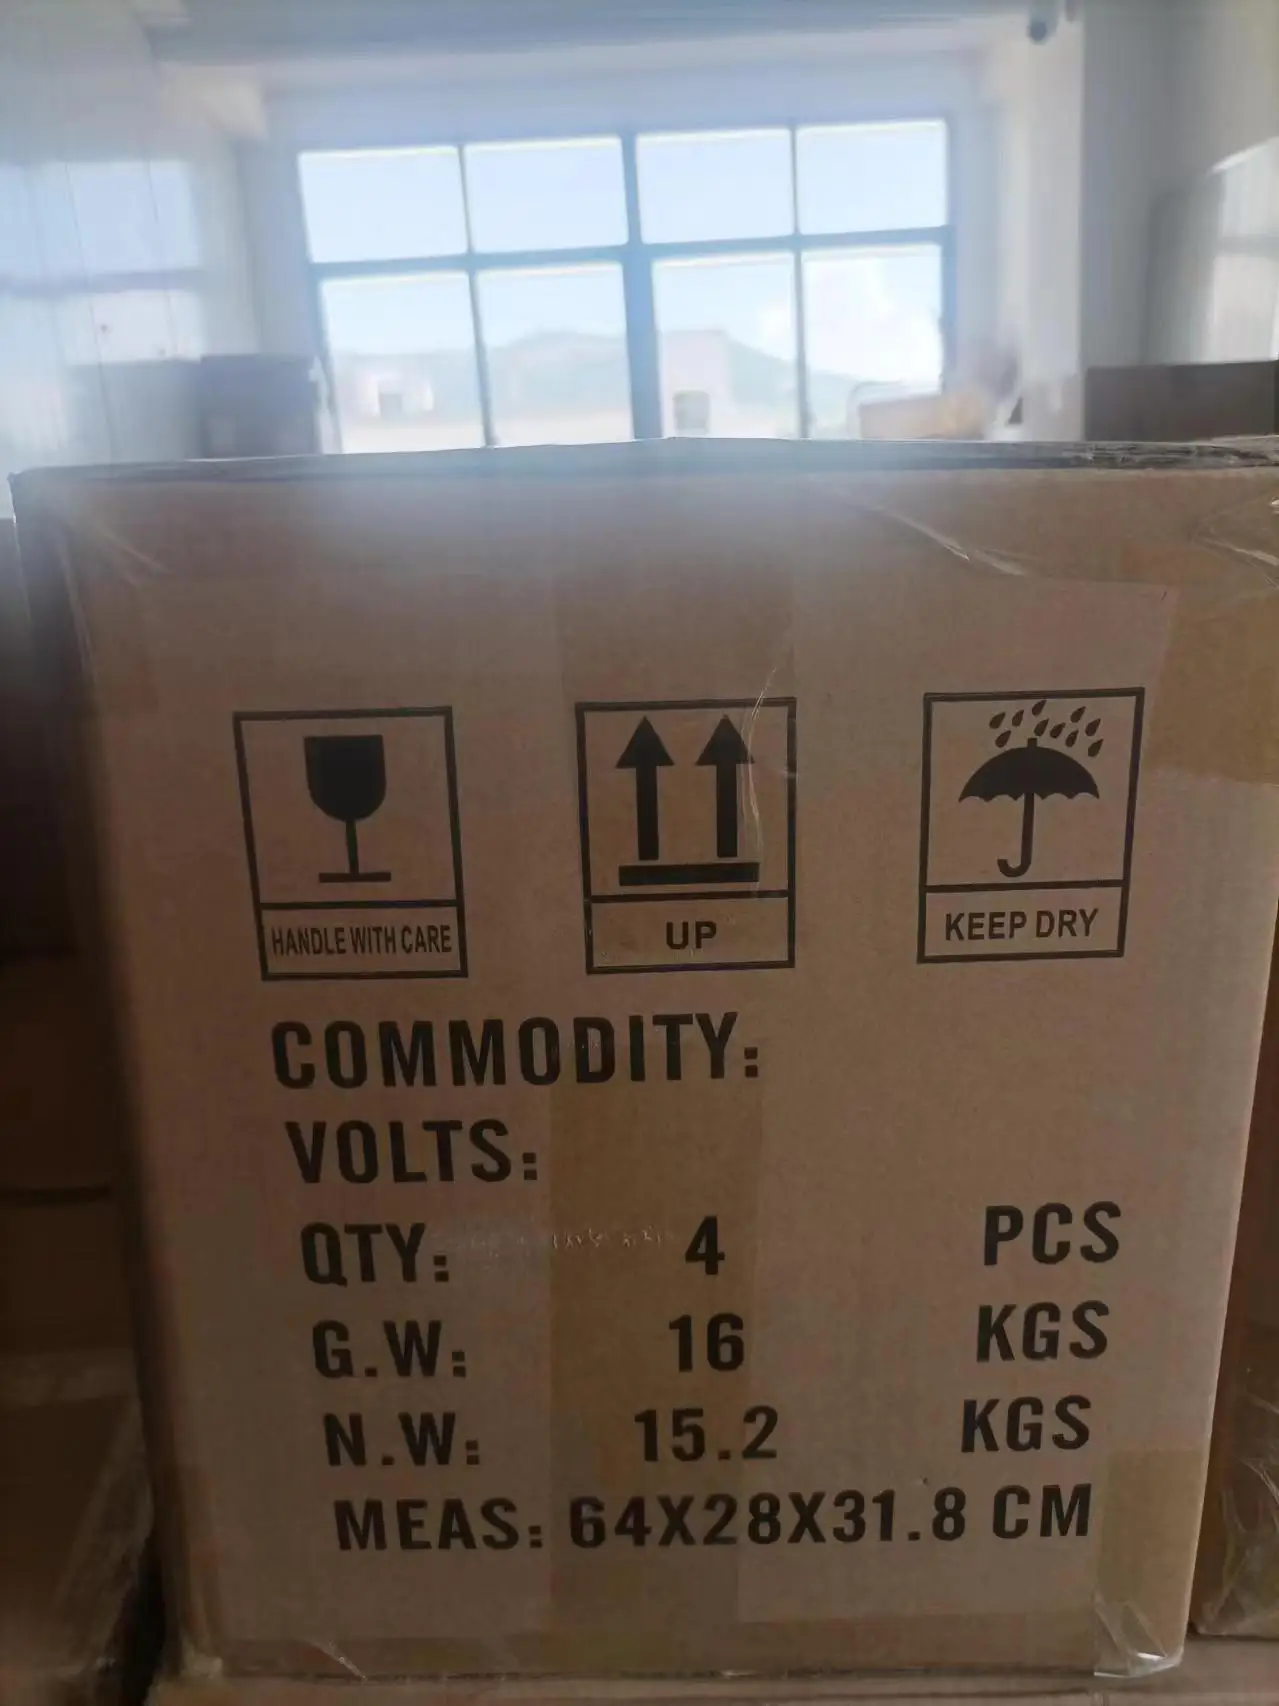 HANDLE WITH CARE
UP
KEEP DRY
COMMODITY:
VOLTS:
QTY: 4 PCS
G.W: 16 KGS
N.W: 15.2 KGS
MEAS: 64X28X31.8 CM